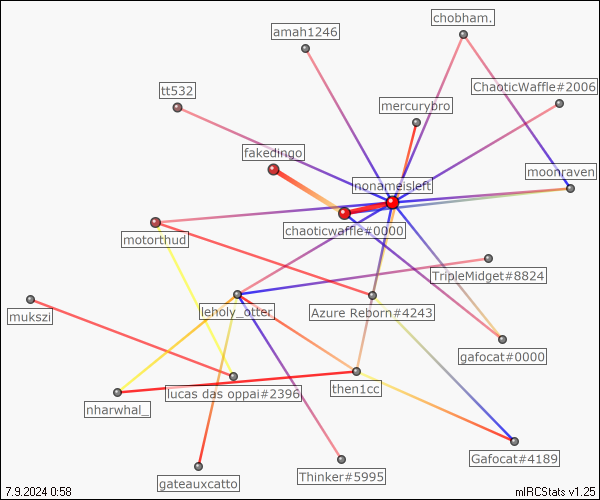 chobham.
amah1246
ChaoticWaffle#2006
tt532
mercurybro
fakedingo
moonraven
nonameisleft
chaoticwaffle#0000
motorthud
TripleMidget#8824
leholy_otter
Azure Reborn#4243
mukszi
gafocat#0000
lucas das oppai#2396
then1cc
nharwhal_
Gafocat#4189
gateauxcatto
Thinker#5995
7.9.2024 0:58
mIRCStats v1.25